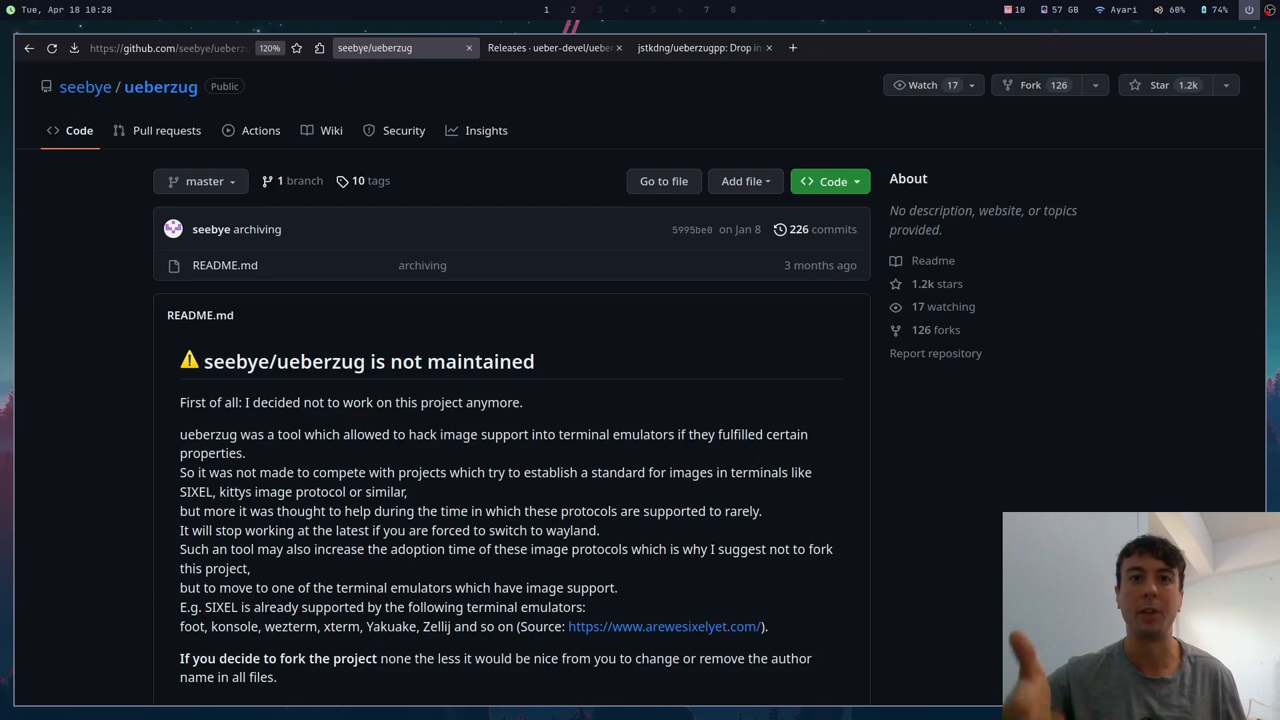 Tue, Apr 18 10:28
1 2 3 4 5 6 7 8
10 57 GB Ayari 60% 74%
https://github.com/seebye/ueberz 120% seebye/ueberzug Releases · ueber-devel/ueber jstkdng/ueberzugpp: Drop in
seebye / ueberzug Public
Watch 17 Fork 126 Star 1.2k
Code Pull requests Actions Wiki Security Insights
master 1 branch 10 tags Go to file Add file Code
seebye archiving 5995be0 on Jan 8 226 commits
README.md archiving 3 months ago
README.md
seebye/ueberzug is not maintained
First of all: I decided not to work on this project anymore.
ueberzug was a tool which allowed to hack image support into terminal emulators if they fulfilled certain
properties.
So it was not made to compete with projects which try to establish a standard for images in terminals like
SIXEL, kittys image protocol or similar,
but more it was thought to help during the time in which these protocols are supported to rarely.
It will stop working at the latest if you are forced to switch to wayland.
Such an tool may also increase the adoption time of these image protocols which is why I suggest not to fork
this project,
but to move to one of the terminal emulators which have image support.
E.g. SIXEL is already supported by the following terminal emulators:
foot, konsole, wezterm, xterm, Yakuake, Zellij and so on (Source: https://www.arewesixelyet.com/).
If you decide to fork the project none the less it would be nice from you to change or remove the author
name in all files.
About
No description, website, or topics
provided.
Readme
1.2k stars
17 watching
126 forks
Report repository